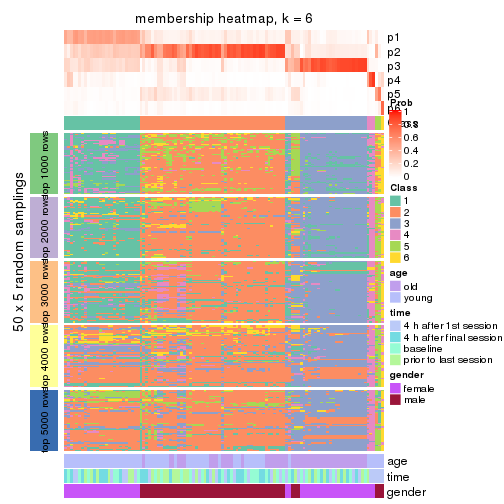 membership heatmap, k = 6
p1
p2
p3
p4
p5
Prob
1
0.8
0.6
0.4
0.2
0
Class
1
2
3
4
5
6
age
old
young
time
4 h after 1st session
4 h after final session
baseline
prior to last session
gender
female
male
50 x 5 random samplings
top 1000 rows
top 2000 rows
top 3000 rows
top 4000 rows
top 5000 rows
age
time
gender